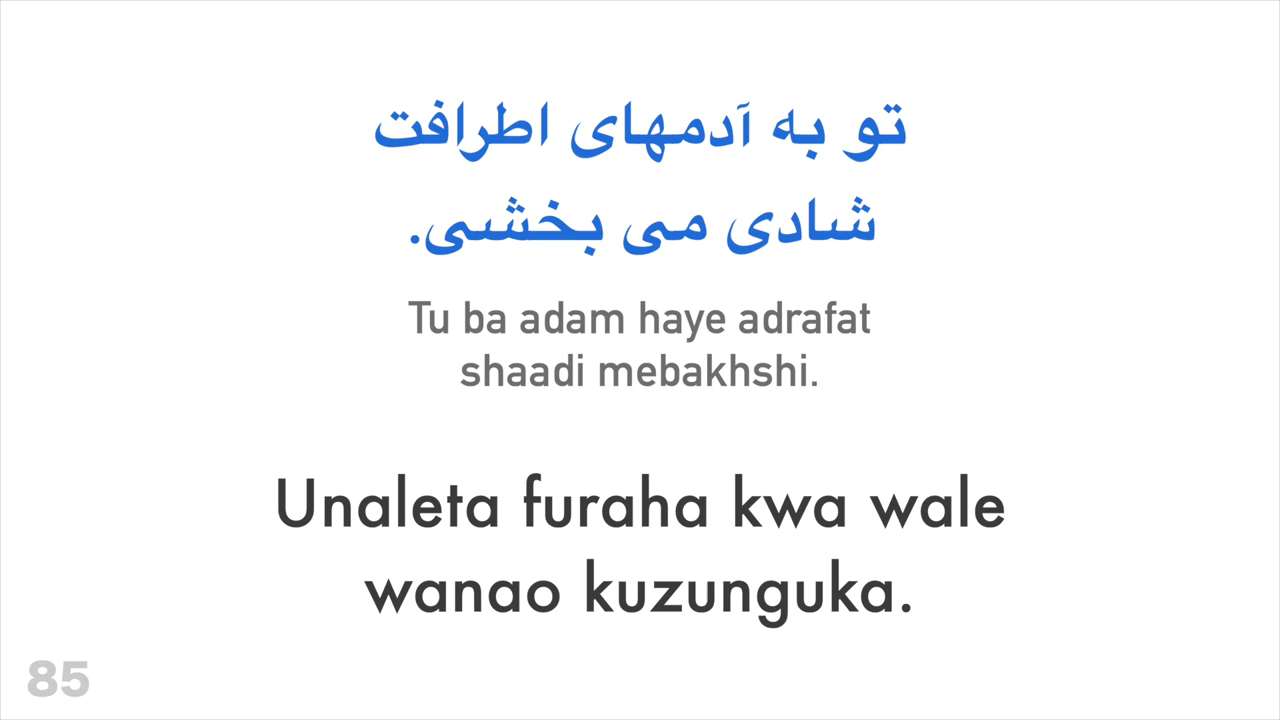 تو به آدمهای اطرافت
شادی می بخشی.
Tu ba adam haye adrafat
shaadi mebakhshi.
Unaleta furaha kwa wale
wanao kuzunguka.
85